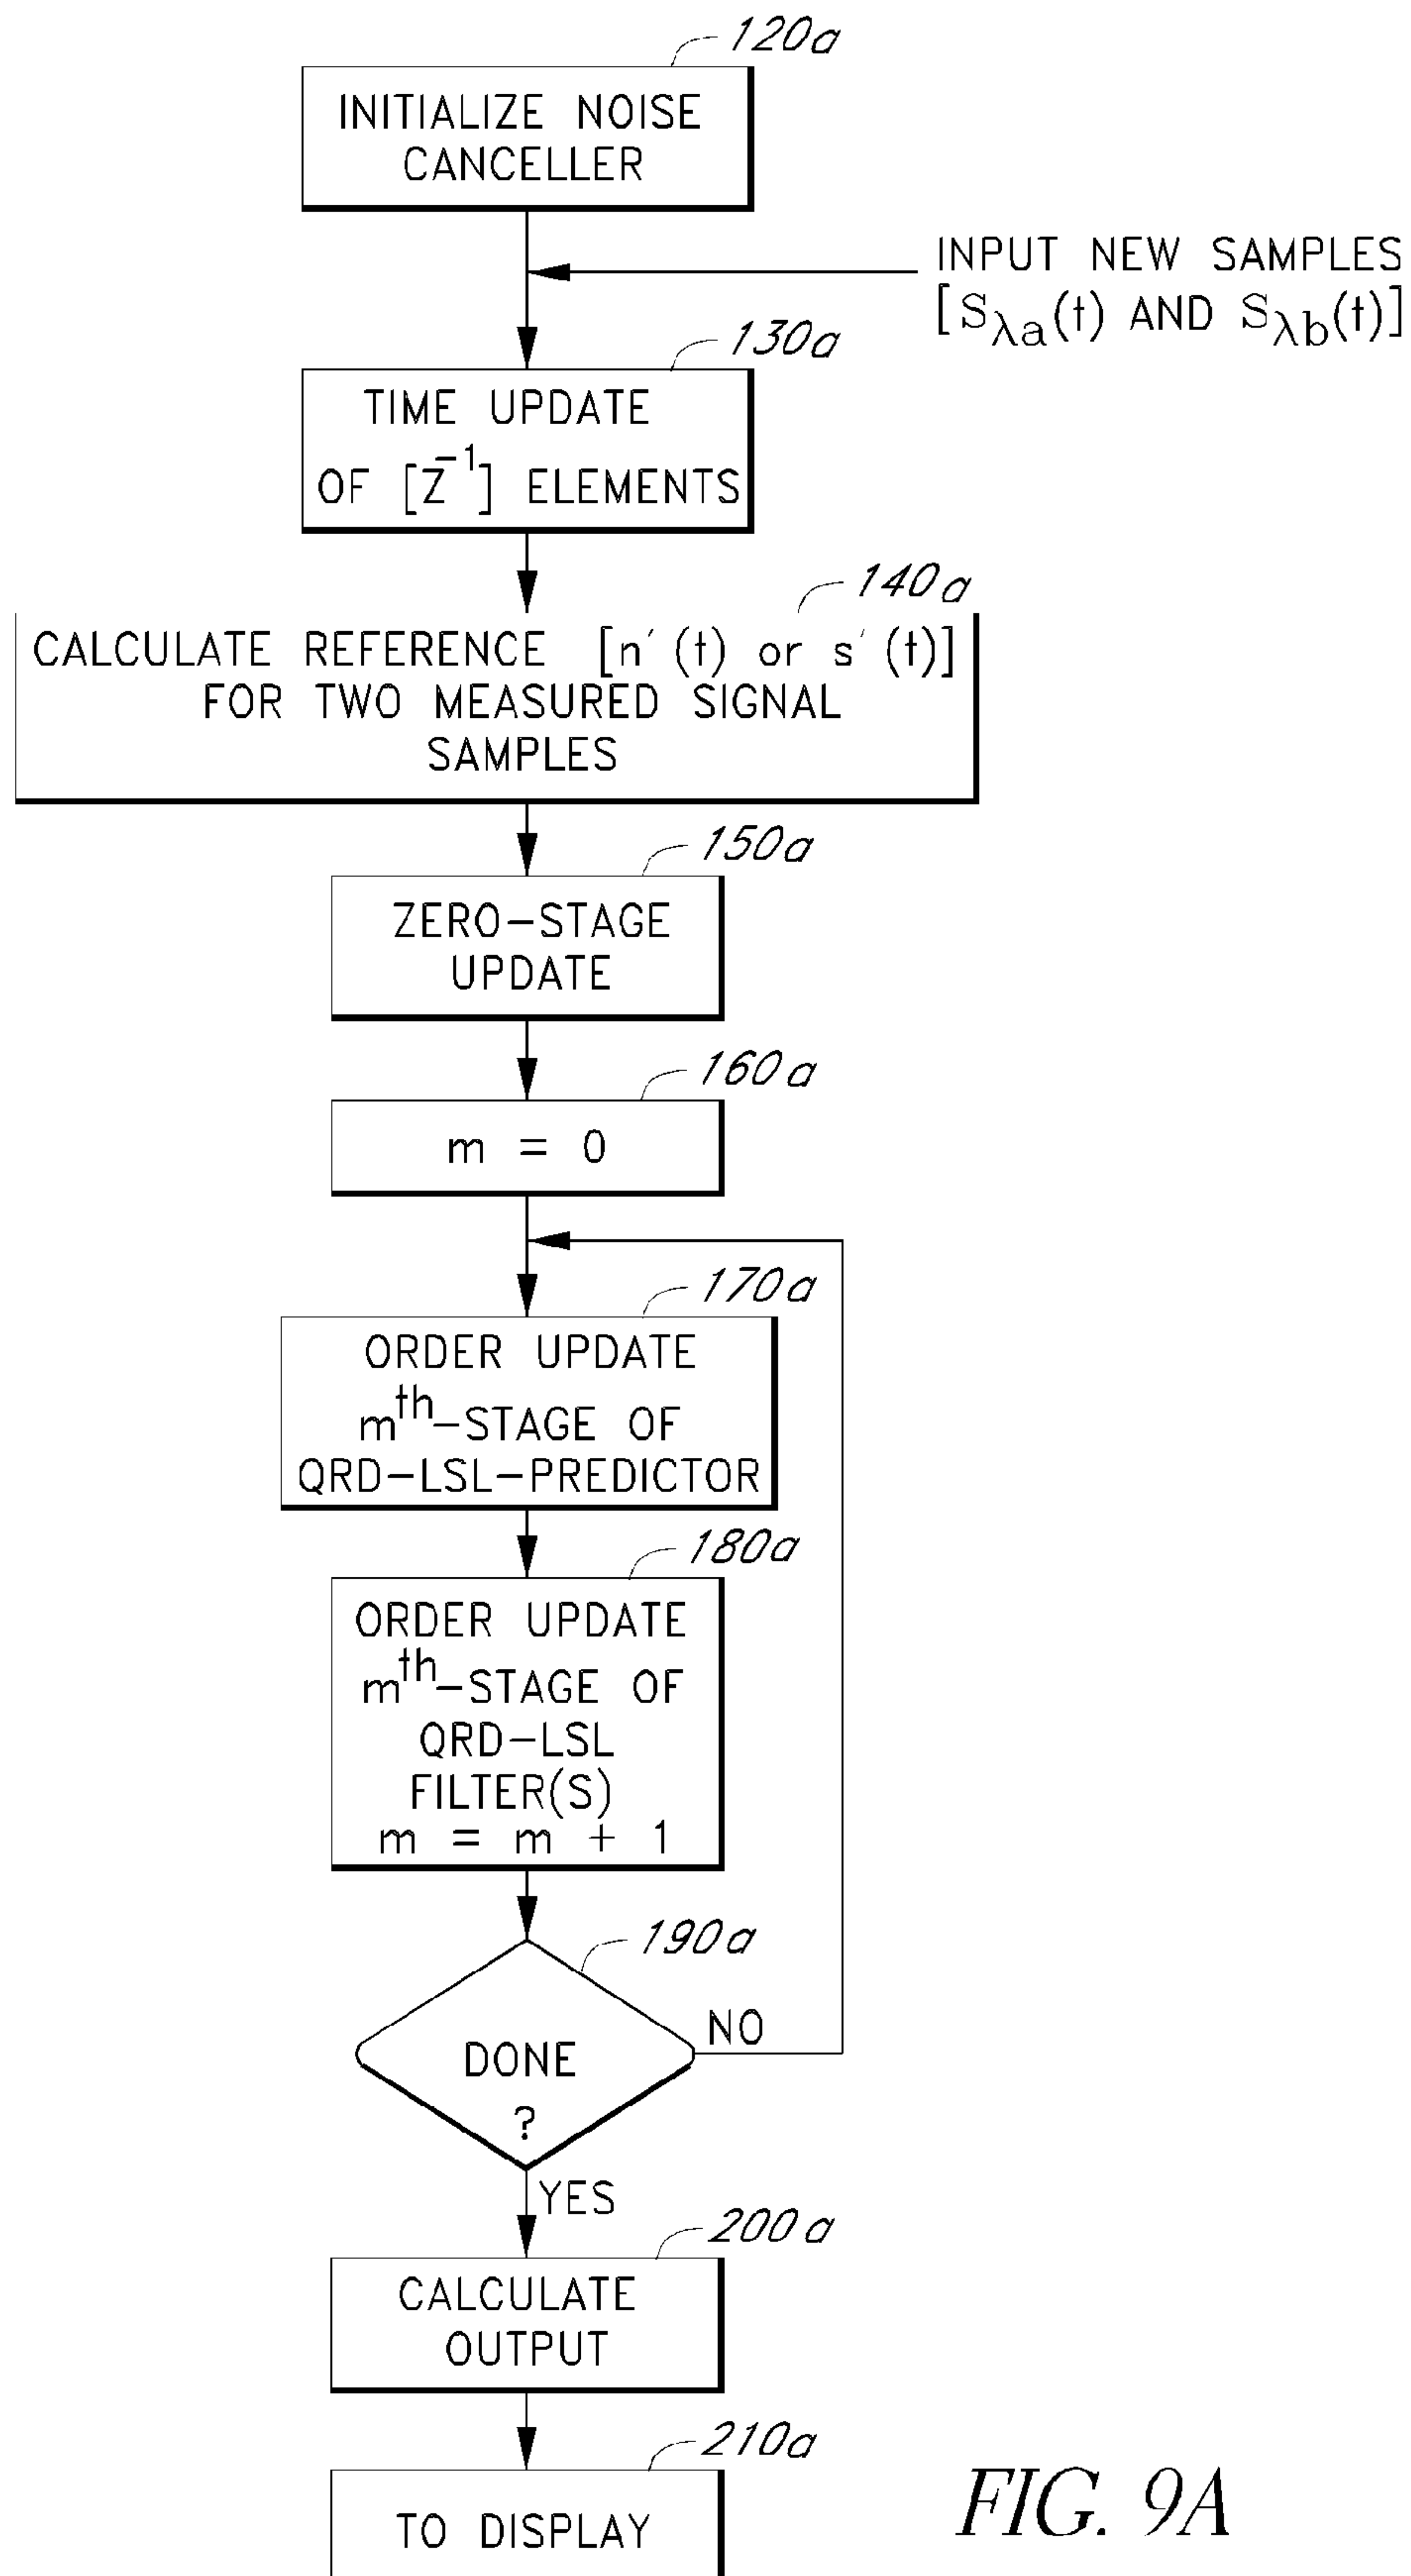 120a
INITIALIZE NOISE
CANCELLER
INPUT NEW SAMPLES
[Sλa(t) AND Sλb(t)]
130a
TIME UPDATE
OF [Z⁻¹] ELEMENTS
140a
CALCULATE REFERENCE [n′(t) or s′(t)]
FOR TWO MEASURED SIGNAL
SAMPLES
150a
ZERO-STAGE
UPDATE
160a
m = 0
170a
ORDER UPDATE
mᵗʰ-STAGE OF
QRD-LSL-PREDICTOR
180a
ORDER UPDATE
mᵗʰ-STAGE OF
QRD-LSL
FILTER(S)
m = m + 1
190a
DONE
?
NO
YES
200a
CALCULATE
OUTPUT
210a
TO DISPLAY
FIG. 9A